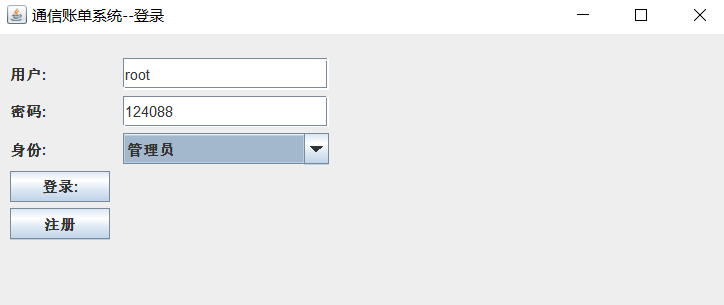 通信账单系统--登录
用户:
root
密码:
124088
身份:
管理员
登录:
注册